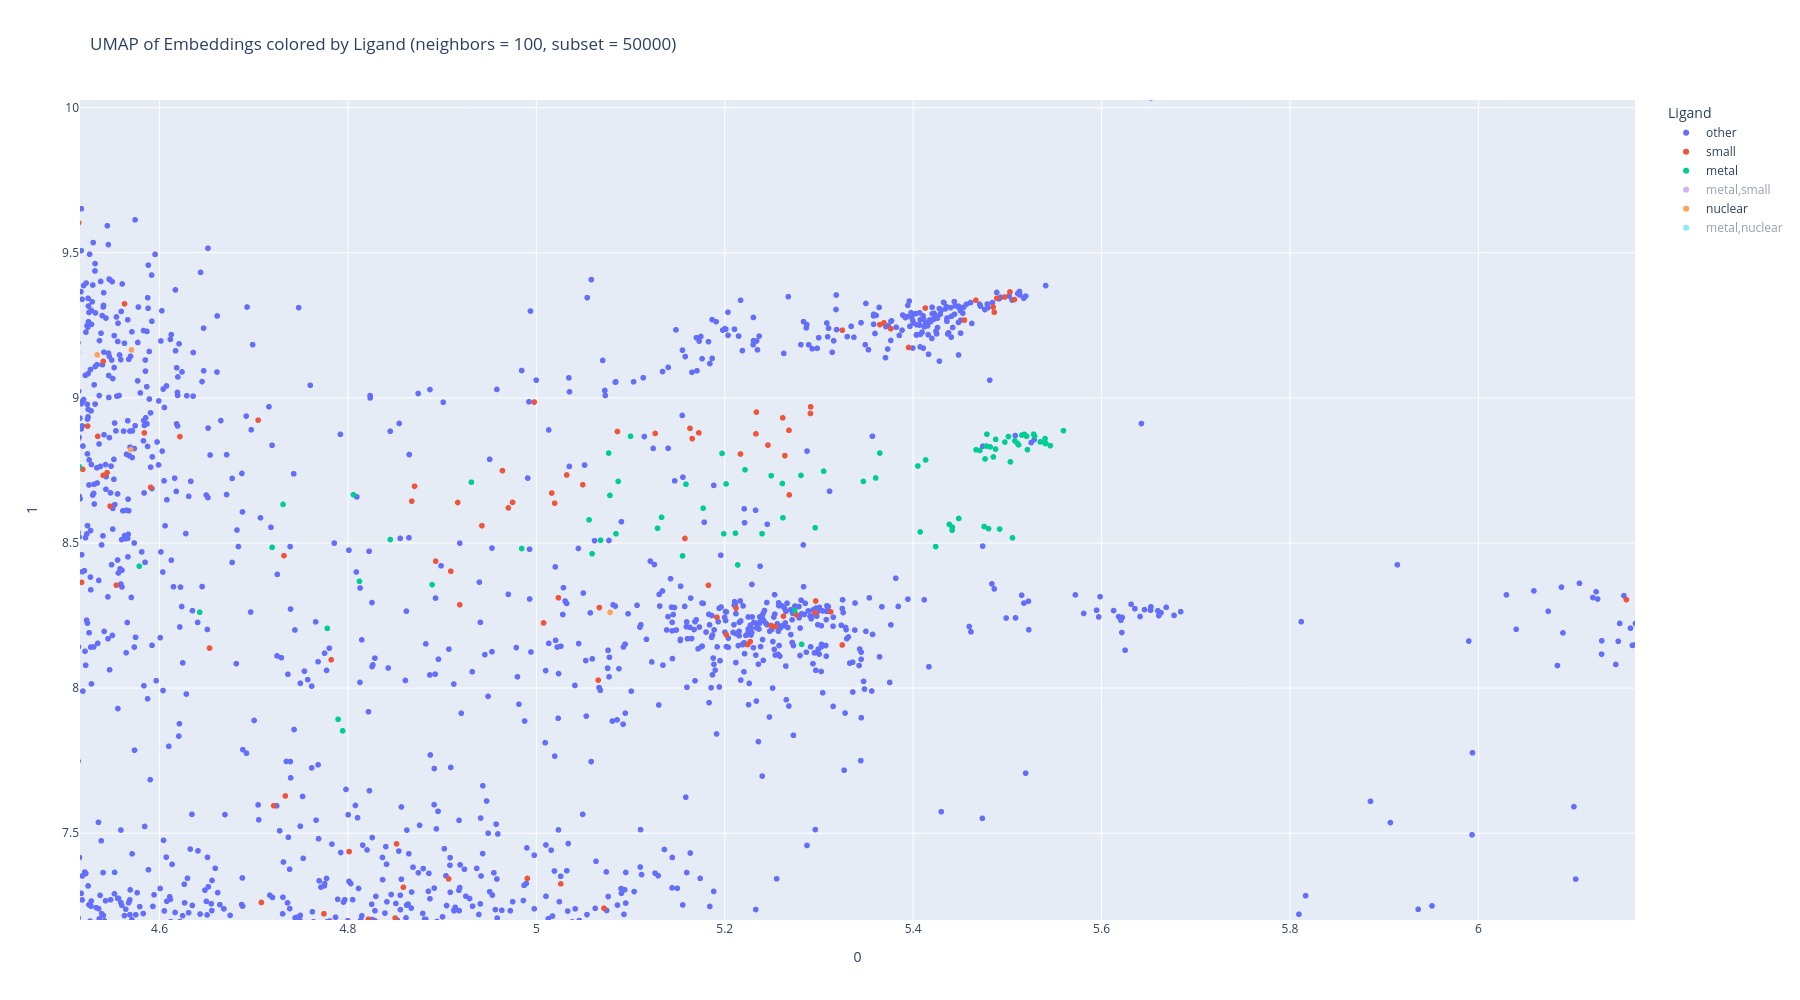 UMAP of Embeddings colored by Ligand (neighbors = 100, subset = 50000)
Ligand
other
small
metal
metal,small
nuclear
metal,nuclear
10
9.5
9
8.5
8
7.5
1
4.6 4.8 5 5.2 5.4 5.6 5.8 6
0